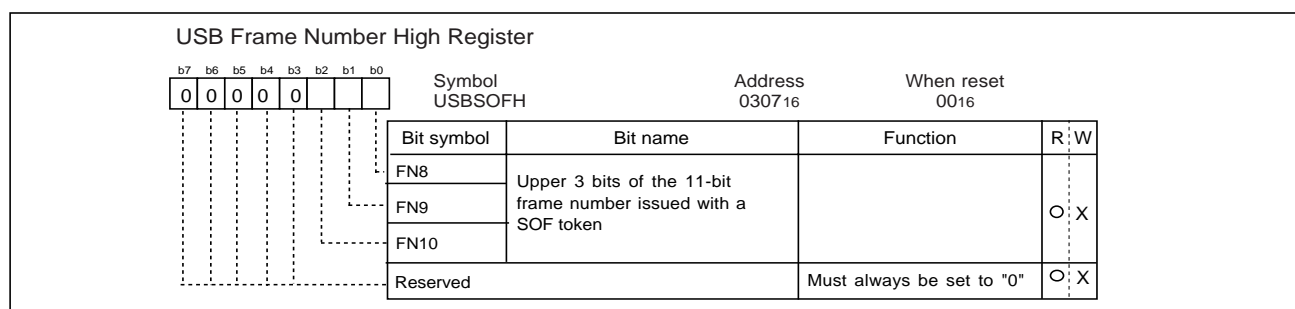 USB Frame Number High Register
b7 b6 b5 b4 b3 b2 b1 b0
0 0 0 0 0
Symbol Address When reset
USBSOFH 030716 0016
Bit symbol Bit name Function R W
FN8
FN9
FN10
Upper 3 bits of the 11-bit
frame number issued with a
SOF token
O X
Reserved Must always be set to "0" O X